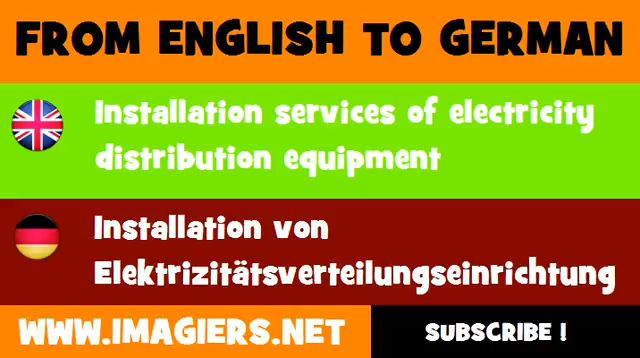 FROM ENGLISH TO GERMAN
Installation services of electricity
distribution equipment
Installation von
Elektrizitätsverteilungseinrichtung
WWW.IMAGIERS.NET
SUBSCRIBE !